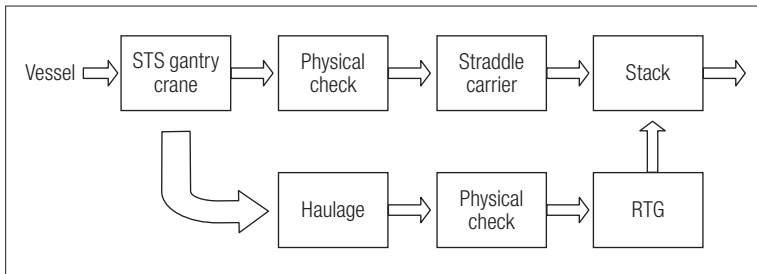 Vessel
STS gantry
crane
Physical
check
Straddle
carrier
Stack
Haulage
Physical
check
RTG